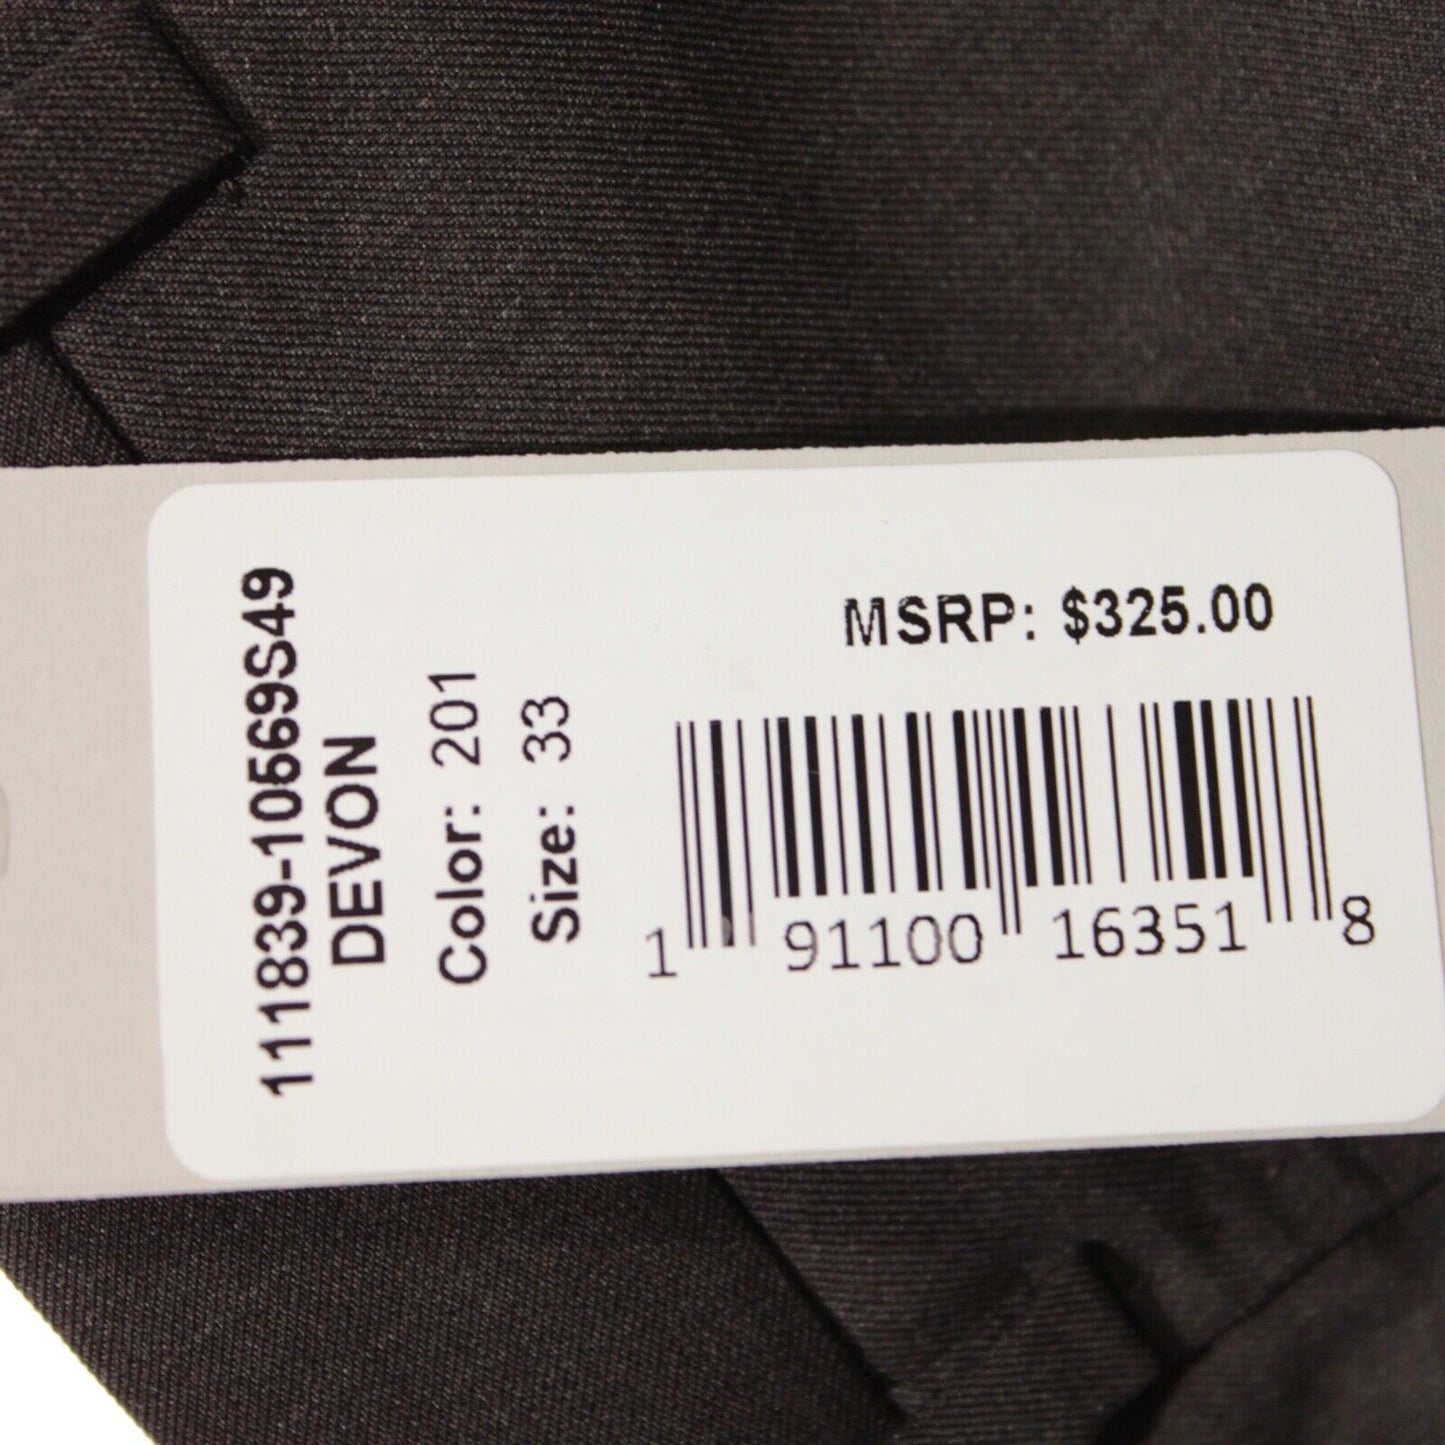 111839-10569S49
DEVON
Color: 201
Size: 33
MSRP: $325.00
1 91100 16351 8